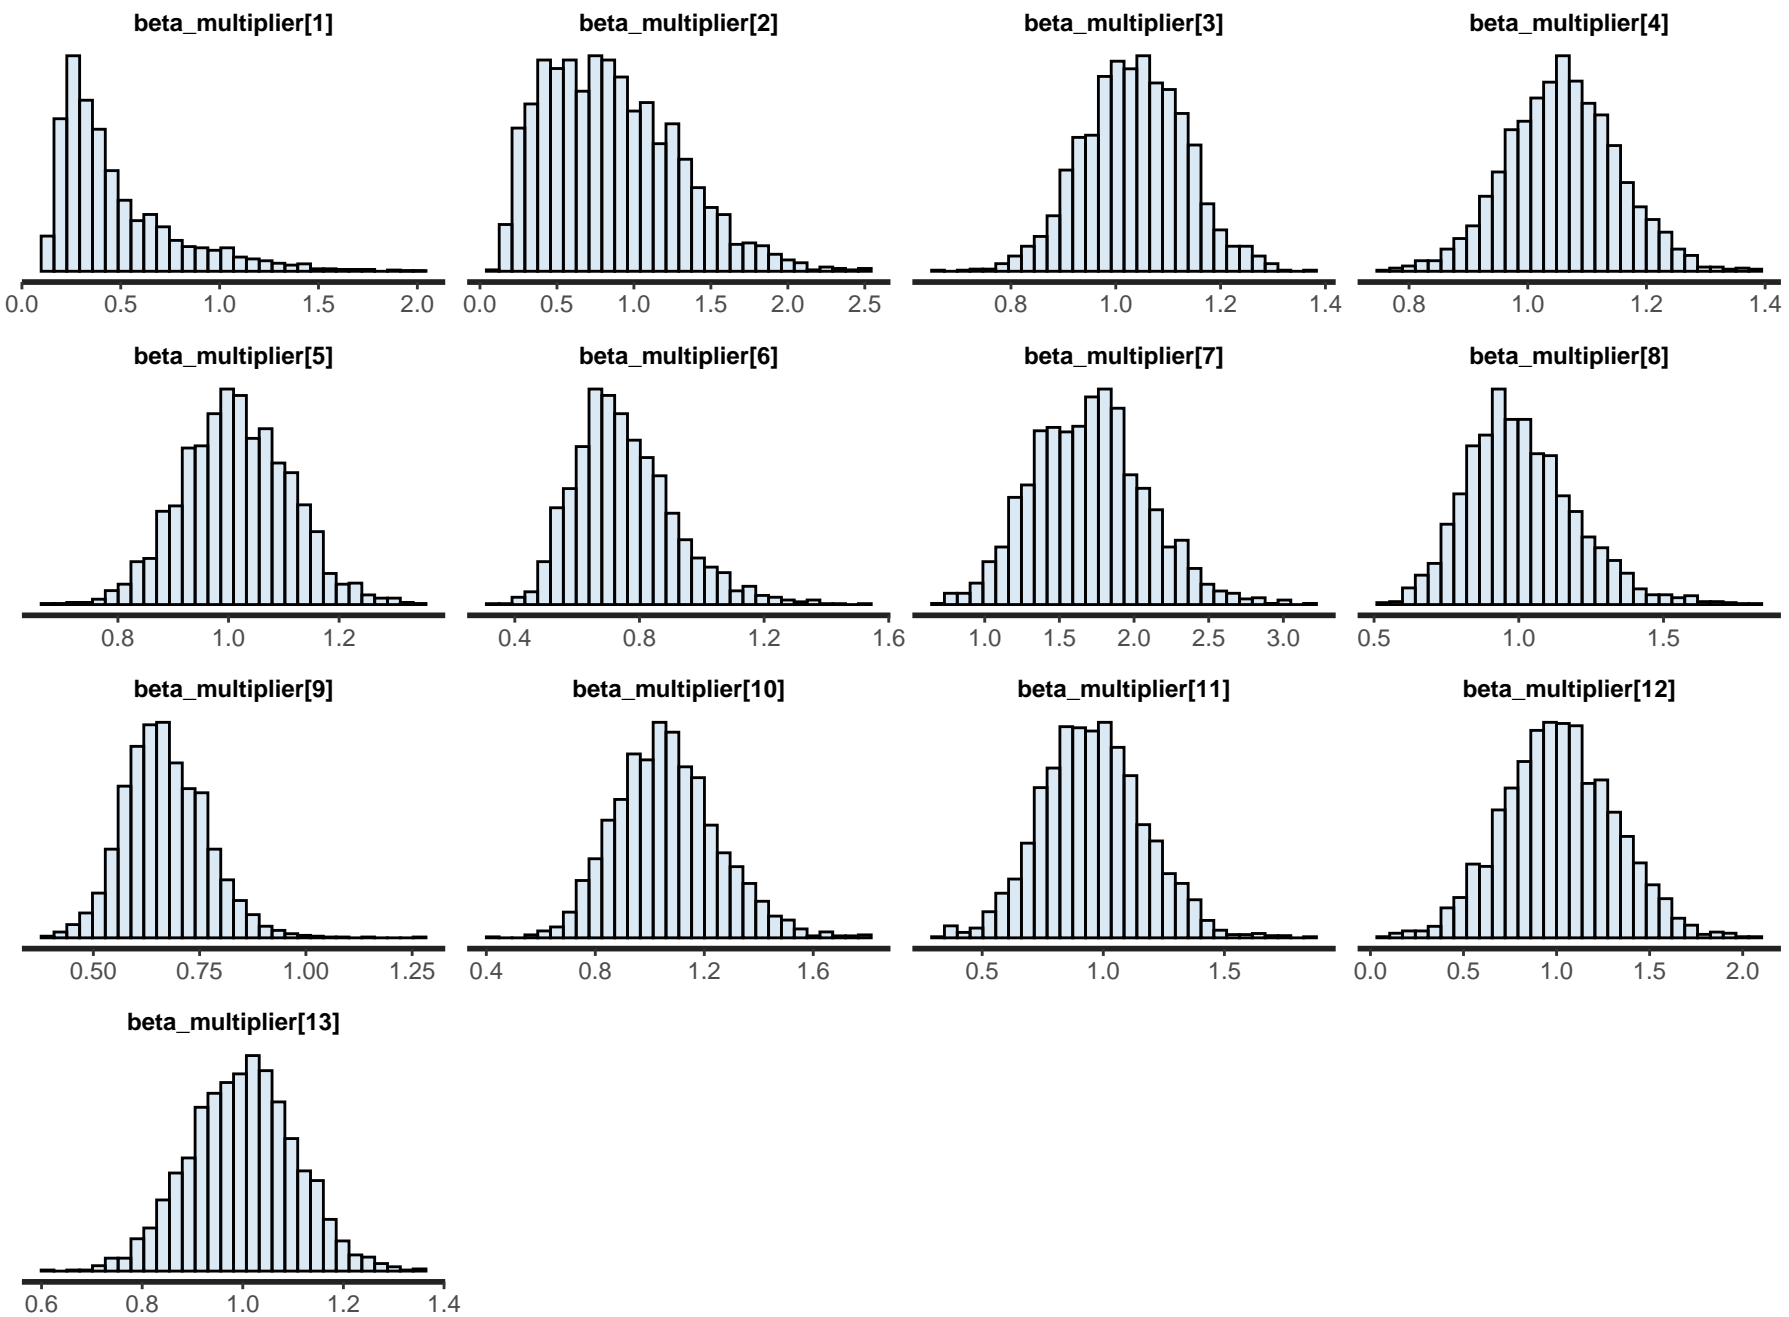 beta_multiplier[1] beta_multiplier[2] beta_multiplier[3] beta_multiplier[4]
0.0 0.5 1.0 1.5 2.0 0.0 0.5 1.0 1.5 2.0 2.5 0.8 1.0 1.2 1.4 0.8 1.0 1.2 1.4
beta_multiplier[5] beta_multiplier[6] beta_multiplier[7] beta_multiplier[8]
0.8 1.0 1.2 0.4 0.8 1.2 1.6 1.0 1.5 2.0 2.5 3.0 0.5 1.0 1.5
beta_multiplier[9] beta_multiplier[10] beta_multiplier[11] beta_multiplier[12]
0.50 0.75 1.00 1.25 0.4 0.8 1.2 1.6 0.5 1.0 1.5 0.0 0.5 1.0 1.5 2.0
beta_multiplier[13]
0.6 0.8 1.0 1.2 1.4